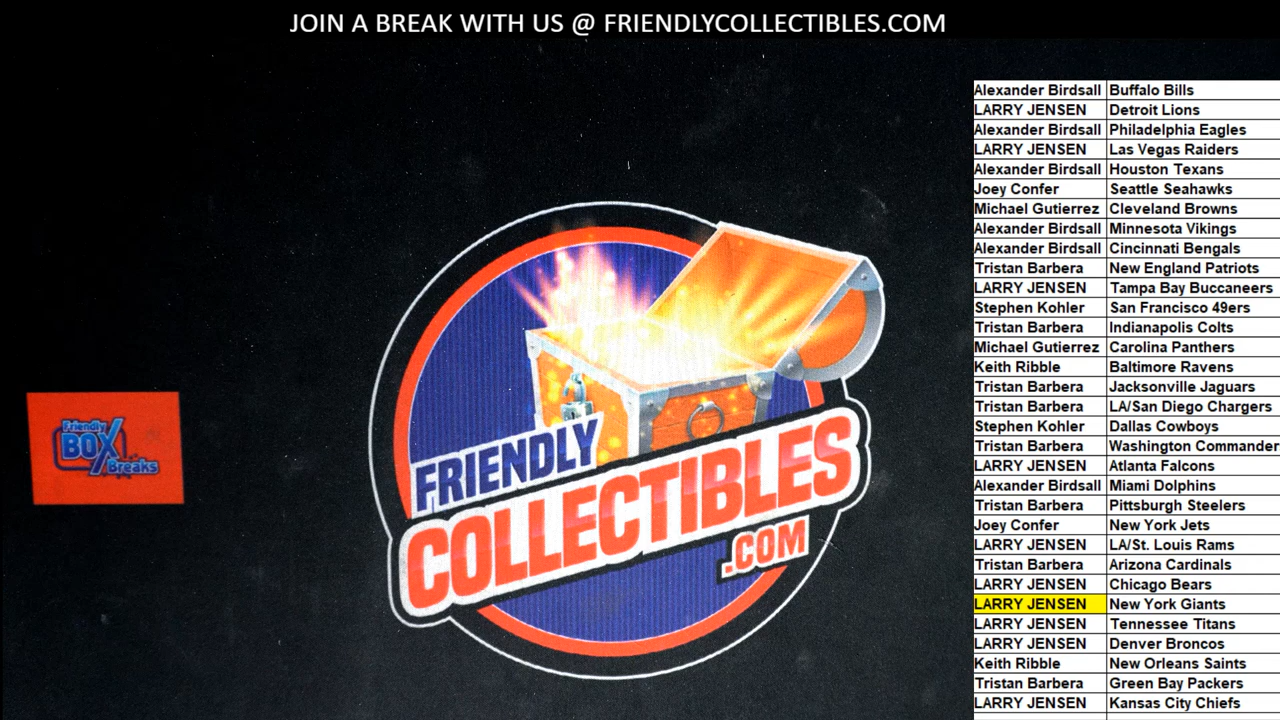 JOIN A BREAK WITH US @ FRIENDLYCOLLECTIBLES.COM
Alexander Birdsall Buffalo Bills
LARRY JENSEN Detroit Lions
Alexander Birdsall Philadelphia Eagles
LARRY JENSEN Las Vegas Raiders
Alexander Birdsall Houston Texans
Joey Confer Seattle Seahawks
Michael Gutierrez Cleveland Browns
Alexander Birdsall Minnesota Vikings
Alexander Birdsall Cincinnati Bengals
Tristan Barbera New England Patriots
LARRY JENSEN Tampa Bay Buccaneers
Stephen Kohler San Francisco 49ers
Tristan Barbera Indianapolis Colts
Michael Gutierrez Carolina Panthers
Keith Ribble Baltimore Ravens
Tristan Barbera Jacksonville Jaguars
Tristan Barbera LA/San Diego Chargers
Stephen Kohler Dallas Cowboys
Tristan Barbera Washington Commander
LARRY JENSEN Atlanta Falcons
Alexander Birdsall Miami Dolphins
Tristan Barbera Pittsburgh Steelers
Joey Confer New York Jets
LARRY JENSEN LA/St. Louis Rams
Tristan Barbera Arizona Cardinals
LARRY JENSEN Chicago Bears
LARRY JENSEN New York Giants
LARRY JENSEN Tennessee Titans
LARRY JENSEN Denver Broncos
Keith Ribble New Orleans Saints
Tristan Barbera Green Bay Packers
LARRY JENSEN Kansas City Chiefs
FRIENDLY
COLLECTIBLES
.COM
Friendly
BOX
Breaks